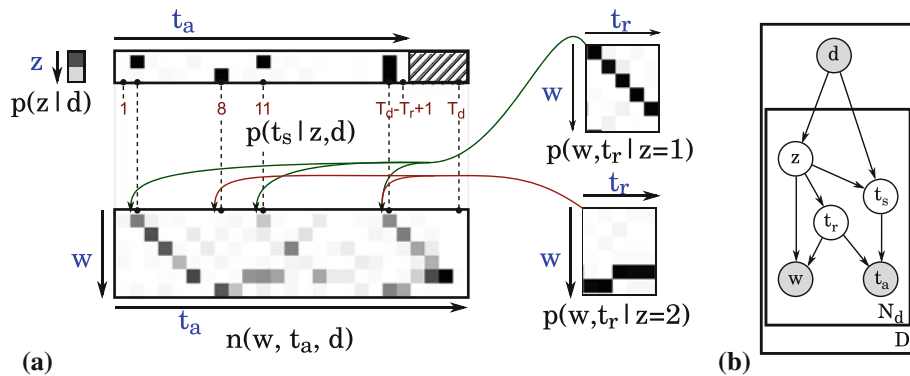 t_a
z
p(z|d)
1 8 11 T_d-T_r+1 T_d
p(t_s|z,d)
w
t_a
n(w, t_a, d)
(a)
t_r
w
p(w,t_r|z=1)
t_r
w
p(w,t_r|z=2)
d
z
t_s
t_r
w
t_a
N_d
D
(b)